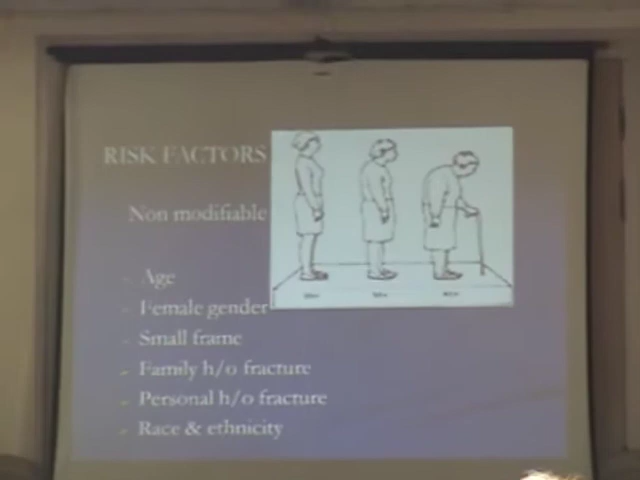 RISK FACTORS
Non modifiable
- Age
- Female gender
- Small frame
- Family h/o fracture
- Personal h/o fracture
- Race & ethnicity